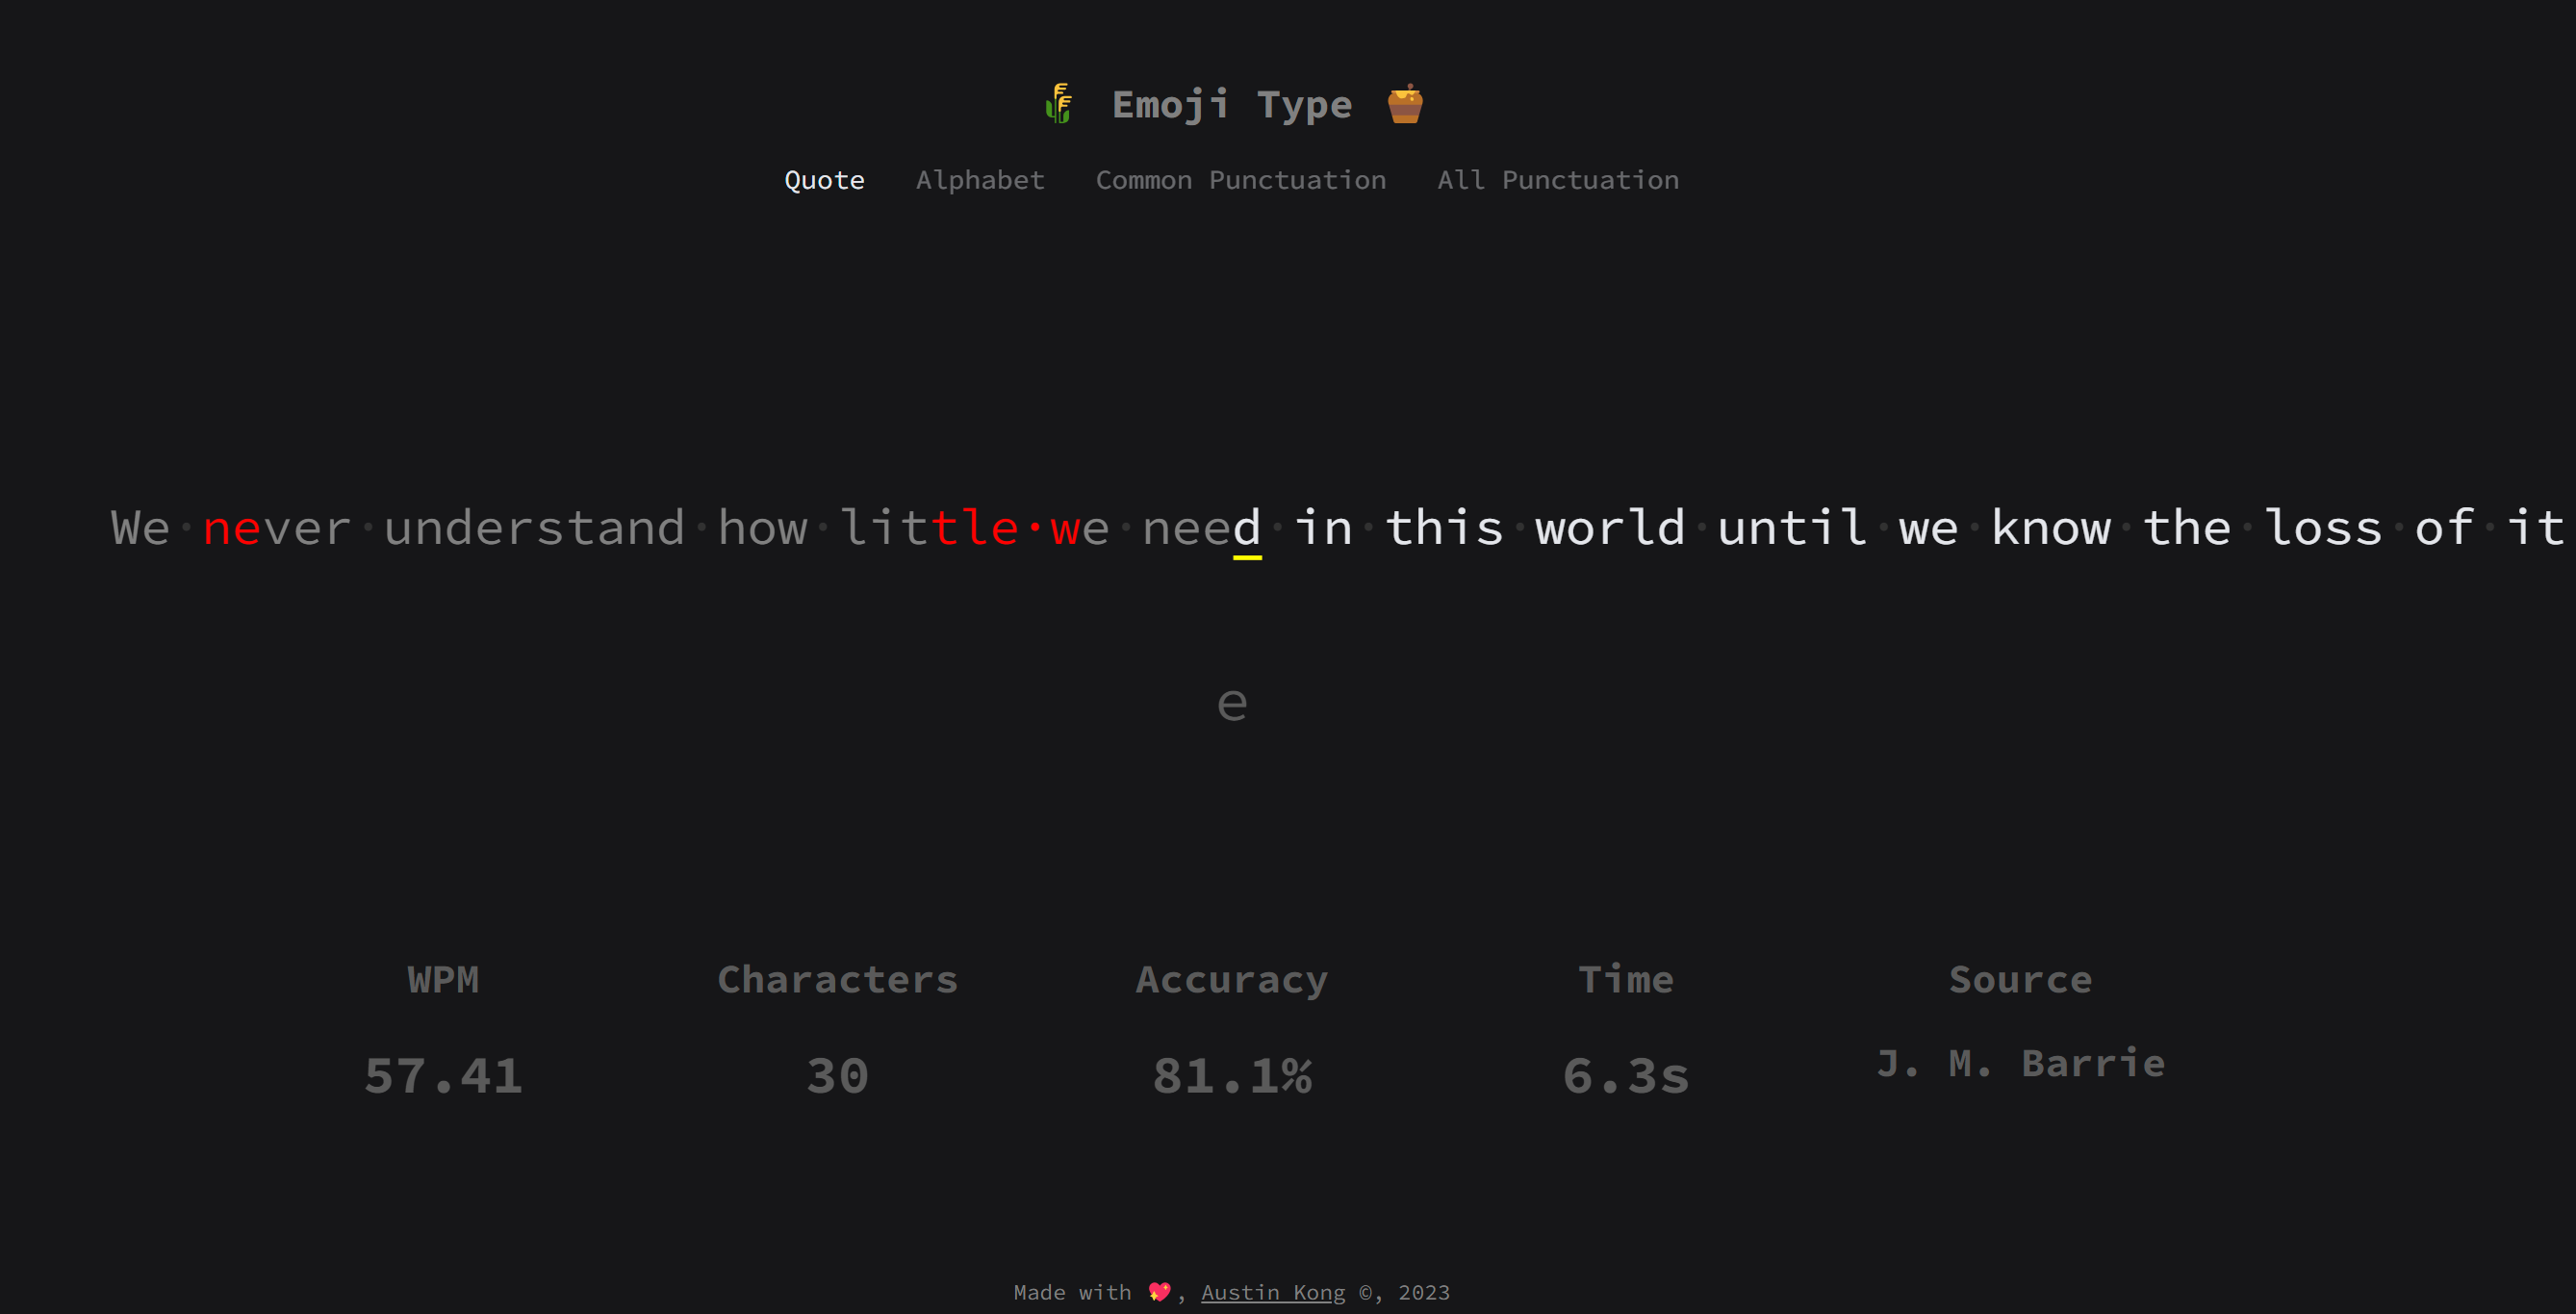 🌾 Emoji Type 🍯
Quote Alphabet Common Punctuation All Punctuation
We·never·understand·how·little·we·need·in·this·world·until·we·know·the·loss·of·it
e
WPM Characters Accuracy Time Source
57.41 30 81.1% 6.3s J. M. Barrie
Made with 💖, Austin Kong ©, 2023